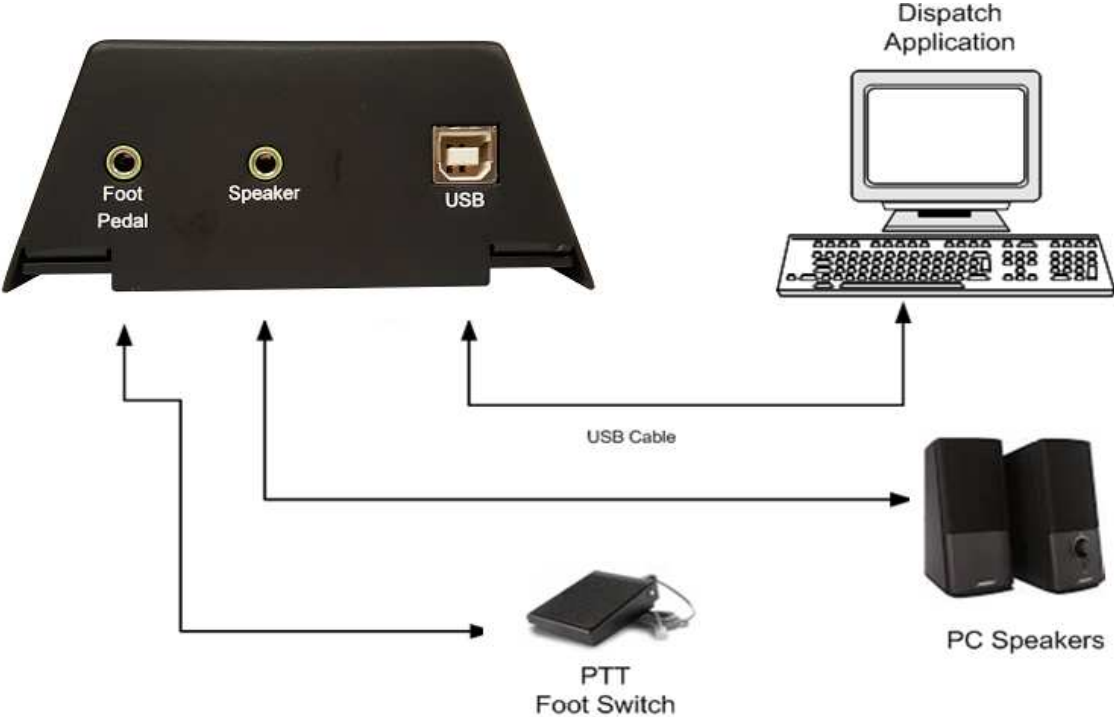 Dispatch
Application
Foot
Pedal
Speaker
USB
USB Cable
PC Speakers
PTT
Foot Switch